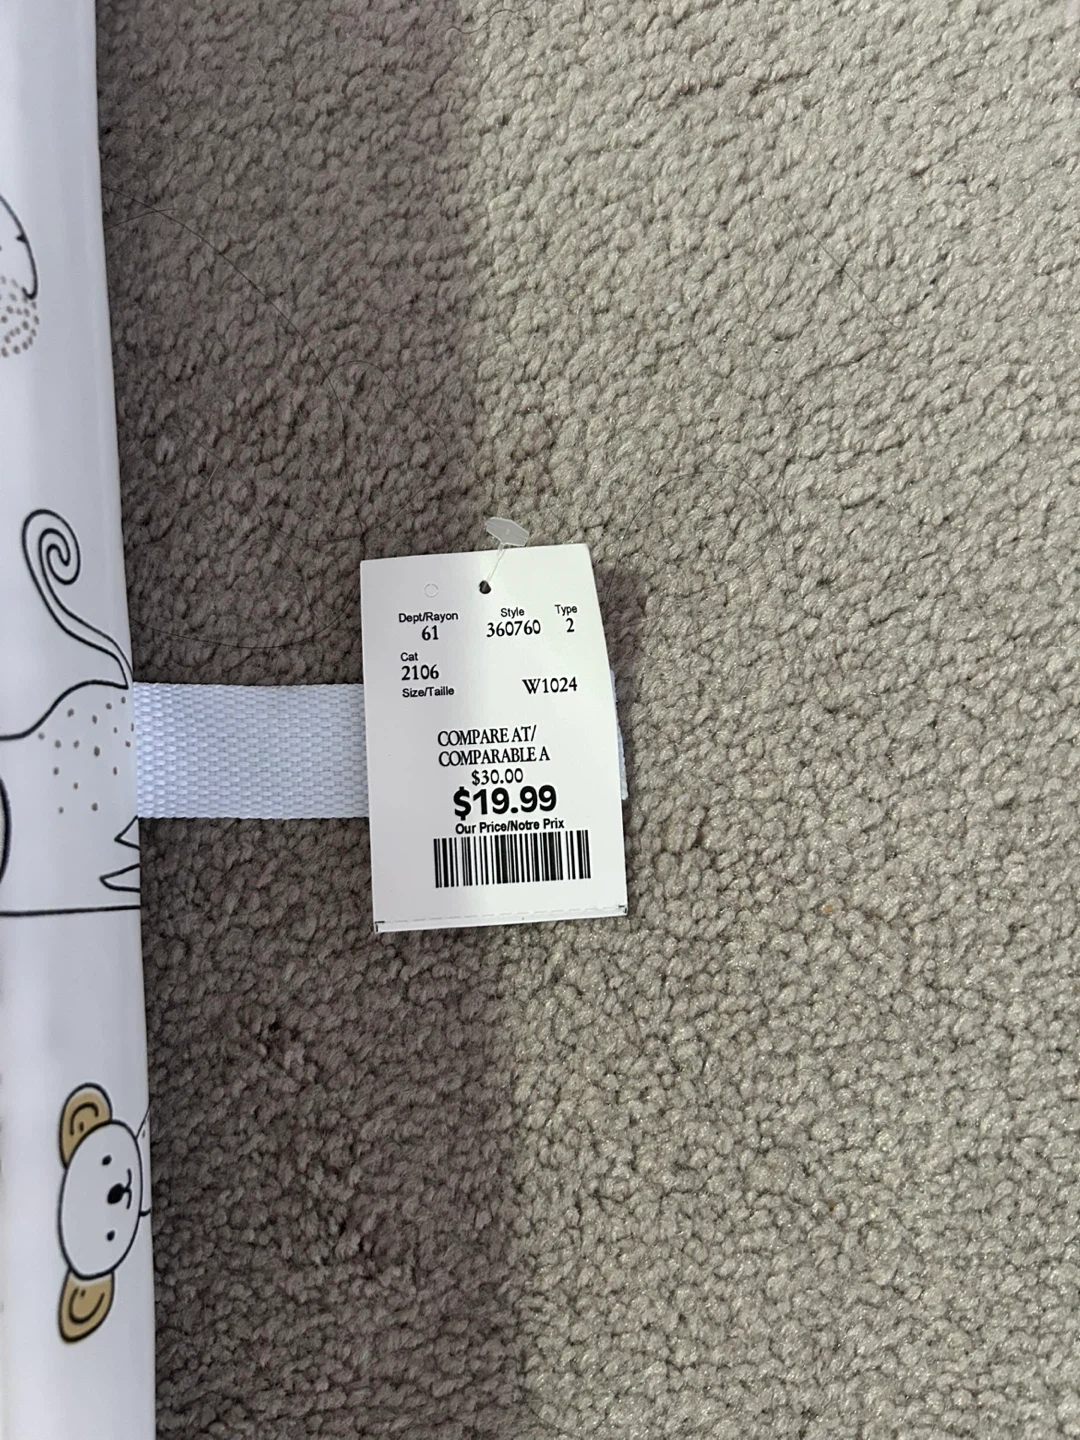 Dept/Rayon Style Type
61 360760 2
Cat
2106
Size/Taille W1024
COMPARE AT/
COMPARABLE A
$30.00
$19.99
Our Price/Notre Prix